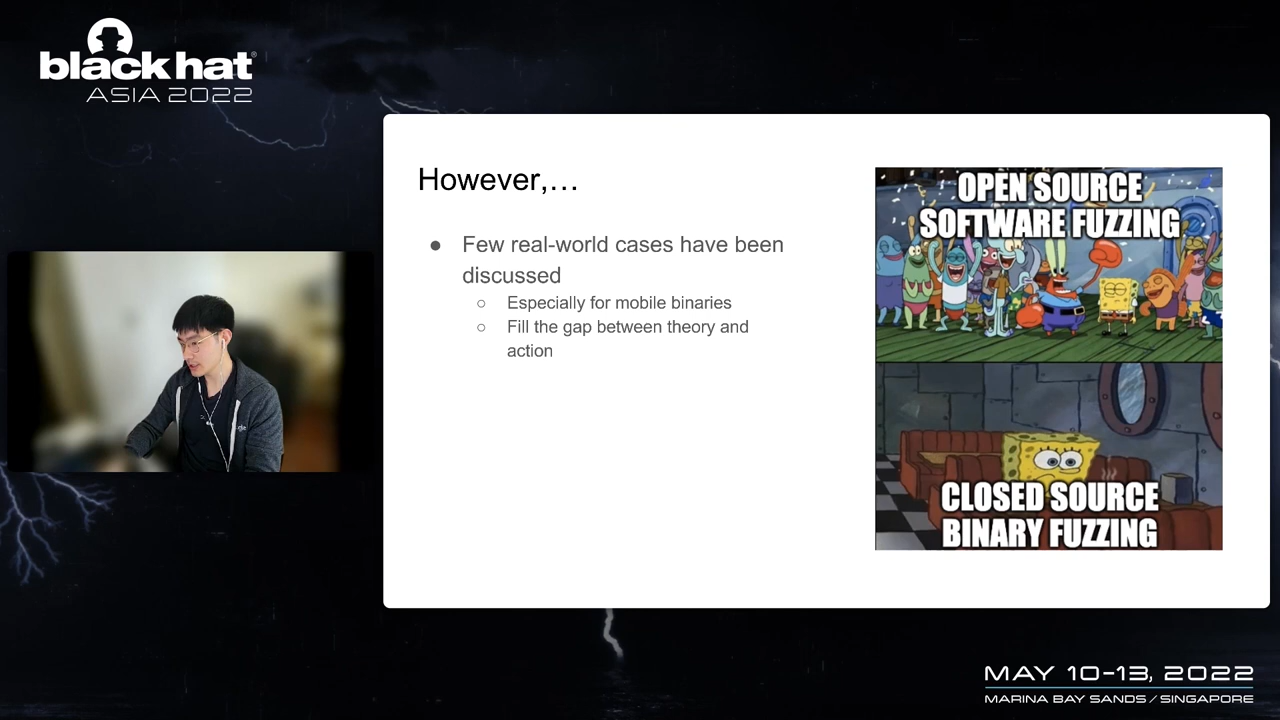 black hat®
ASIA 2022
However,…
● Few real-world cases have been
discussed
○ Especially for mobile binaries
○ Fill the gap between theory and
action
OPEN SOURCE
SOFTWARE FUZZING
CLOSED SOURCE
BINARY FUZZING
MAY 10-13, 2022
MARINA BAY SANDS / SINGAPORE